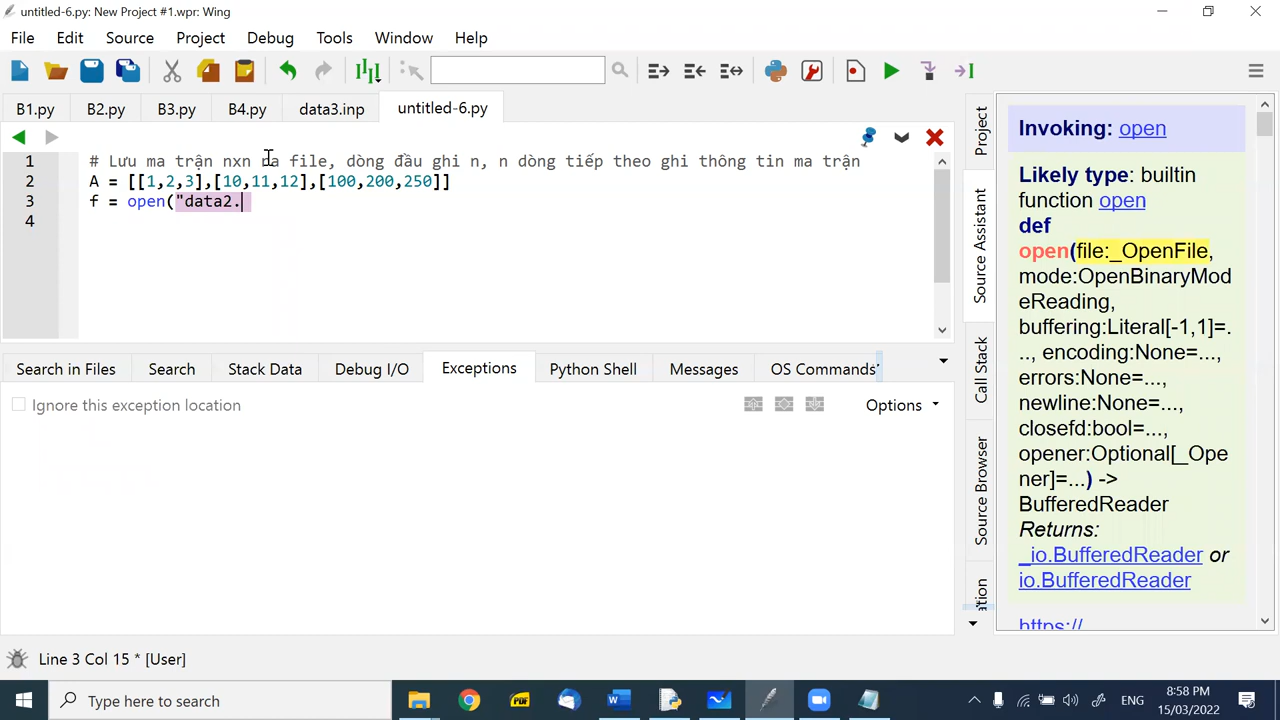 untitled-6.py: New Project #1.wpr: Wing
File Edit Source Project Debug Tools Window Help
B1.py B2.py B3.py B4.py data3.inp untitled-6.py
1 # Lưu ma trận nxn ra file, dòng đầu ghi n, n dòng tiếp theo ghi thông tin ma trận
2 A = [[1,2,3],[10,11,12],[100,200,250]]
3 f = open("data2.
4
Search in Files Search Stack Data Debug I/O Exceptions Python Shell Messages OS Commands
Ignore this exception location
Options
Project
Source Assistant
Call Stack
Source Browser
Invoking: open
Likely type: builtin
function open
def
open(file:_OpenFile,
mode:OpenBinaryMod
eReading,
buffering:Literal[-1,1]=.
.., encoding:None=...,
errors:None=...,
newline:None=...,
closefd:bool=...,
opener:Optional[_Ope
ner]=...) ->
BufferedReader
Returns:
_io.BufferedReader or
io.BufferedReader
https://
Line 3 Col 15 * [User]
Type here to search
PDF
ENG
8:58 PM
15/03/2022